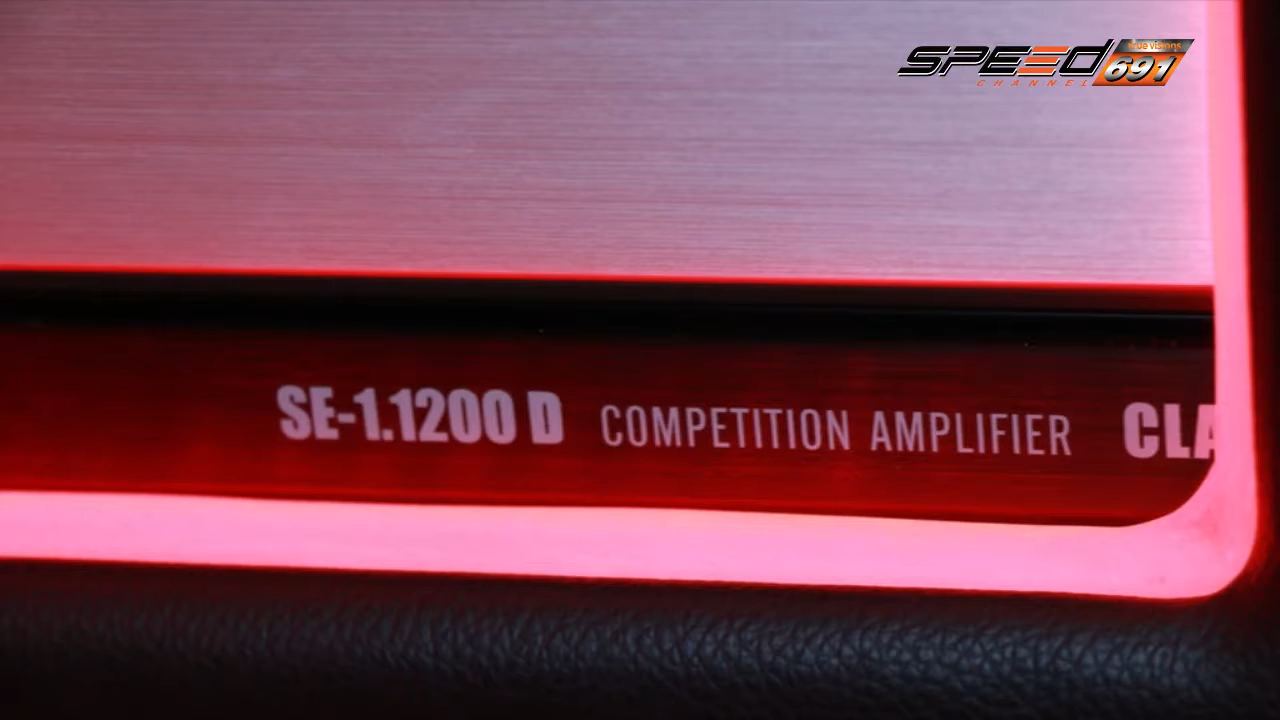 SPEED true visions
CHANNEL 691
SE-1.1200 D COMPETITION AMPLIFIER CLA